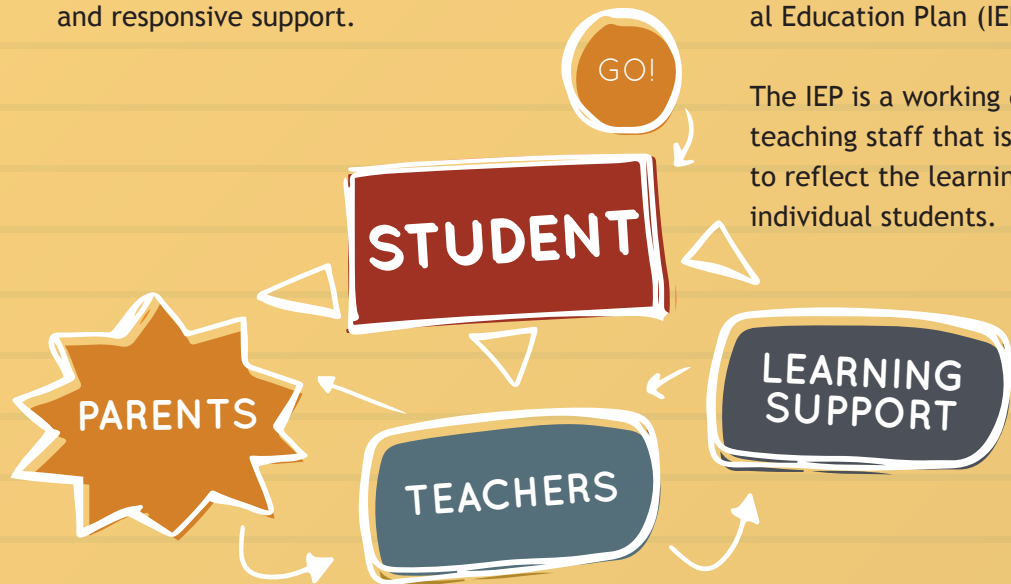 and responsive support.
al Education Plan (IEP
The IEP is a working
teaching staff that is
to reflect the learnin
individual students.
GO!
STUDENT
PARENTS
TEACHERS
LEARNING
SUPPORT